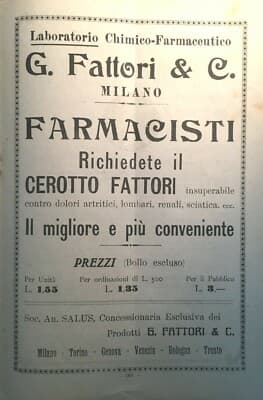 Laboratorio Chimico-Farmaceutico
G. Fattori & C.
MILANO
FARMACISTI
Richiedete il
CEROTTO FATTORI insuperabile
contro dolori artritici, lombari, renali, sciatica. ecc.
Il migliore e più conveniente
PREZZI (Bollo escluso)
Per Unità Per ordinazioni di L. 500 Per il Pubblico
L. 1,55 L. 1,35 L. 3,—
Soc. An. SALUS, Concessionaria Esclusiva dei
Prodotti G. FATTORI & C.
Milano - Torino - Genova - Venezia - Bologna - Trento